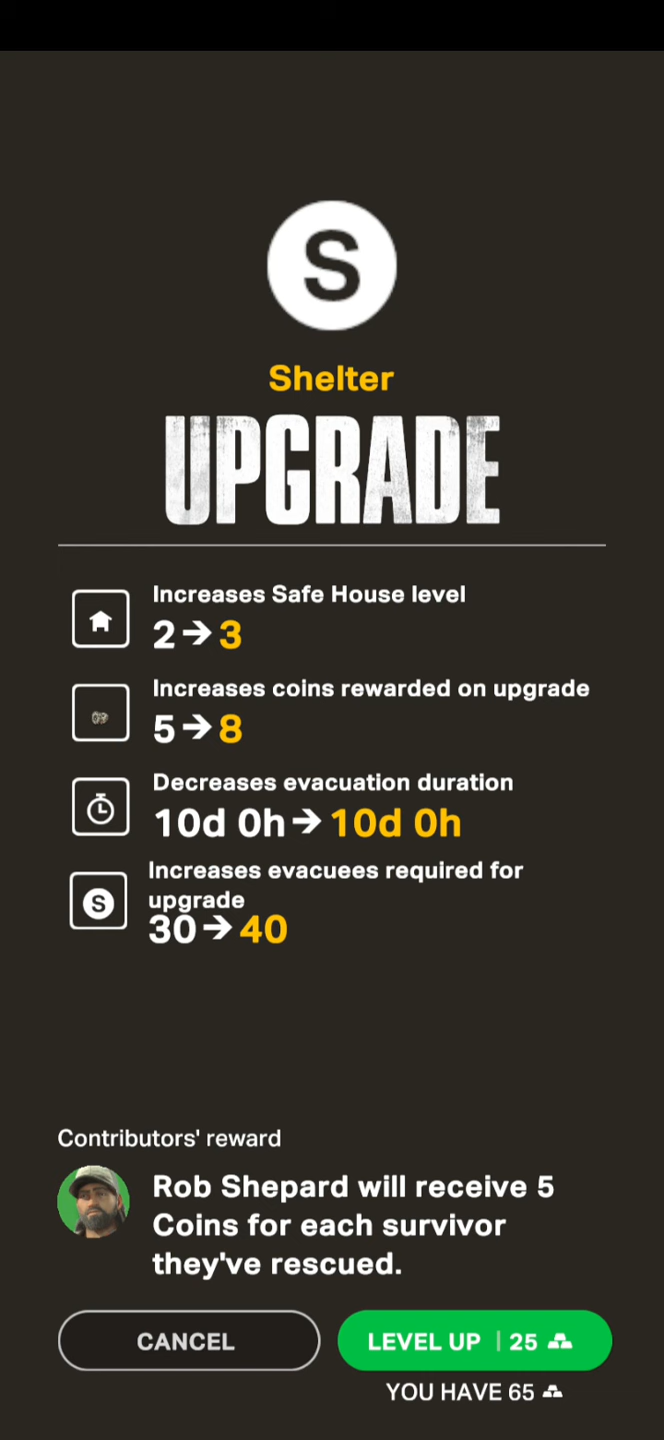 S
Shelter
UPGRADE
Increases Safe House level
2 → 3
Increases coins rewarded on upgrade
5 → 8
Decreases evacuation duration
10d 0h → 10d 0h
Increases evacuees required for
upgrade
S
30 → 40
Contributors' reward
Rob Shepard will receive 5
Coins for each survivor
they've rescued.
CANCEL
LEVEL UP | 25
YOU HAVE 65